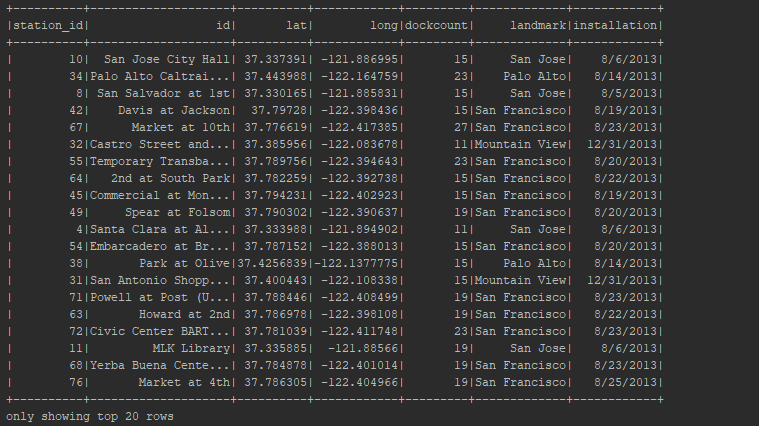 +----------+--------------------+----------+------------+---------+-------------+------------+
|station_id|                  id|       lat|        long|dockcount|     landmark|installation|
+----------+--------------------+----------+------------+---------+-------------+------------+
|        10|  San Jose City Hall| 37.337391| -121.886995|       15|     San Jose|    8/6/2013|
|        34|Palo Alto Caltrai...| 37.443988| -122.164759|       23|    Palo Alto|   8/14/2013|
|         8| San Salvador at 1st| 37.330165| -121.885831|       15|     San Jose|    8/5/2013|
|        42|    Davis at Jackson|  37.79728| -122.398436|       15|San Francisco|   8/19/2013|
|        67|      Market at 10th| 37.776619| -122.417385|       27|San Francisco|   8/23/2013|
|        32|Castro Street and...| 37.385956| -122.083678|       11|Mountain View|  12/31/2013|
|        55|Temporary Transba...| 37.789756| -122.394643|       23|San Francisco|   8/20/2013|
|        64|   2nd at South Park| 37.782259| -122.392738|       15|San Francisco|   8/22/2013|
|        45|Commercial at Mon...| 37.794231| -122.402923|       15|San Francisco|   8/19/2013|
|        49|     Spear at Folsom| 37.790302| -122.390637|       19|San Francisco|   8/20/2013|
|         4|Santa Clara at Al...| 37.333988| -121.894902|       11|     San Jose|    8/6/2013|
|        54|Embarcadero at Br...| 37.787152| -122.388013|       15|San Francisco|   8/20/2013|
|        38|       Park at Olive|37.4256839|-122.1377775|       15|    Palo Alto|   8/14/2013|
|        31|San Antonio Shopp...| 37.400443| -122.108338|       15|Mountain View|  12/31/2013|
|        71|Powell at Post (U...| 37.788446| -122.408499|       19|San Francisco|   8/23/2013|
|        63|       Howard at 2nd| 37.786978| -122.398108|       19|San Francisco|   8/22/2013|
|        72|Civic Center BART...| 37.781039| -122.411748|       23|San Francisco|   8/23/2013|
|        11|         MLK Library| 37.335885|  -121.88566|       19|     San Jose|    8/6/2013|
|        68|Yerba Buena Cente...| 37.784878| -122.401014|       19|San Francisco|   8/23/2013|
|        76|       Market at 4th| 37.786305| -122.404966|       19|San Francisco|   8/25/2013|
+----------+--------------------+----------+------------+---------+-------------+------------+
only showing top 20 rows